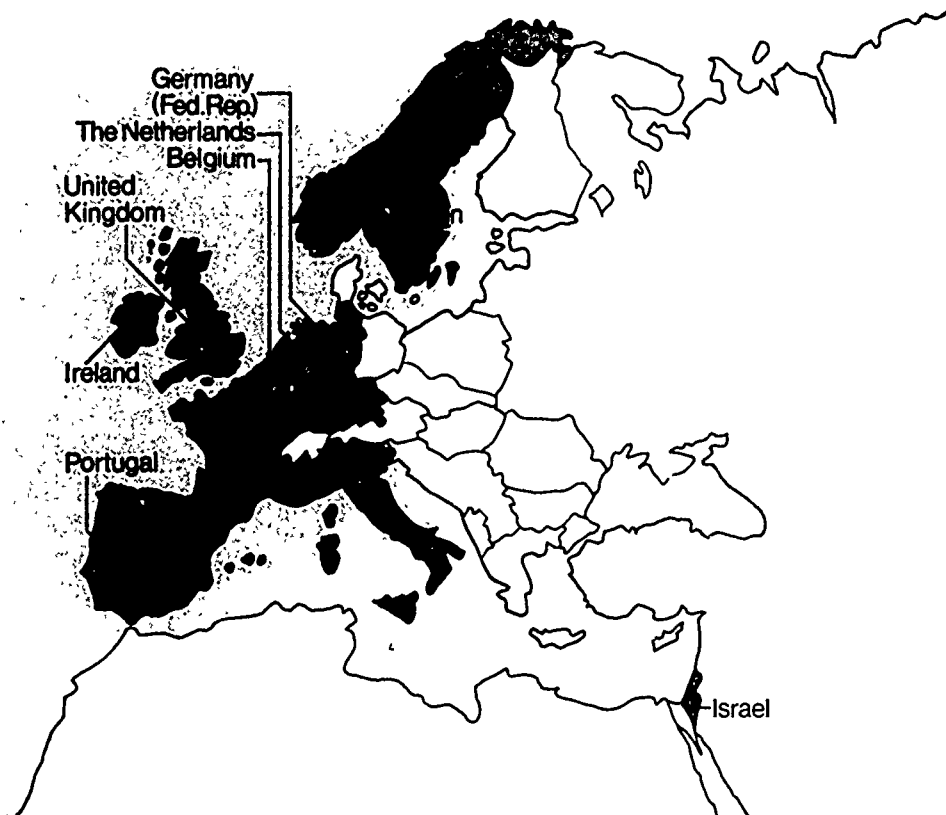 Germany
(Fed.Rep.)
The Netherlands
Belgium
United
Kingdom
n
Ireland
Portugal
Israel